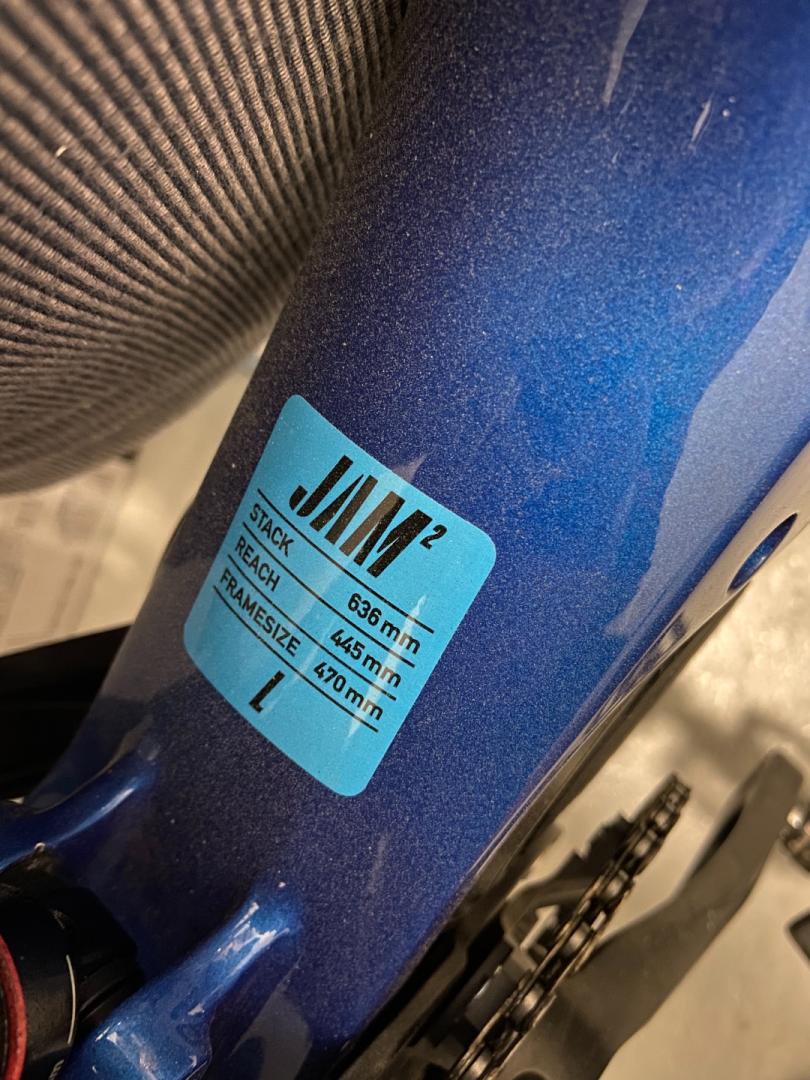 JAM²
STACK 636 mm
REACH 445 mm
FRAMESIZE 470 mm
L